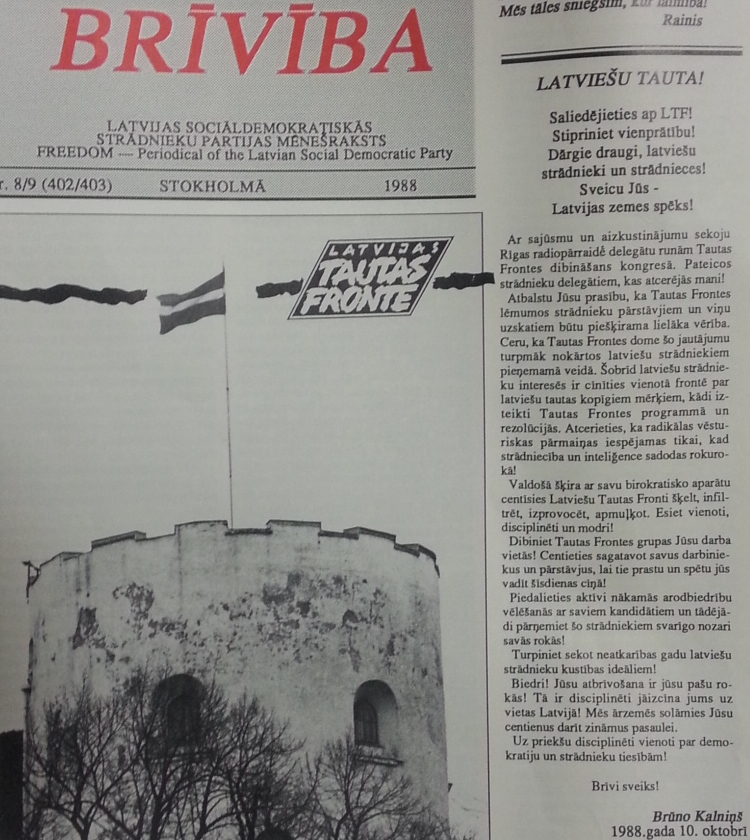 BRĪVĪBA
LATVIJAS SOCIĀLDEMOKRATISKĀS
STRĀDNIEKU PARTIJAS MĒNEŠRAKSTS
FREEDOM — Periodical of the Latvian Social Democratic Party
r. 8/9 (402/403) STOKHOLMĀ 1988
LATVIJAS
TAUTAS
FRONTE
Mēs tāles sniegsim, kur laimība!
Rainis
LATVIEŠU TAUTA!
Saliedējieties ap LTF!
Stipriniet vienprātību!
Dārgie draugi, latviešu
strādnieki un strādnieces!
Sveicu Jūs -
Latvijas zemes spēks!
Ar sajūsmu un aizkustinājumu sekoju
Rīgas radiopārraidē delegātu runām Tautas
Frontes dibināšans kongresā. Pateicos
strādnieku delegātiem, kas atcerējās mani!
Atbalstu Jūsu prasību, ka Tautas Frontes
lēmumos strādnieku pārstāvjiem un viņu
uzskatiem būtu piešķirama lielāka vērība.
Ceru, ka Tautas Frontes dome šo jautājumu
turpmāk nokārtos latviešu strādniekiem
pieņemamā veidā. Šobrīd latviešu strādnie-
ku interesēs ir cīnīties vienotā frontē par
latviešu tautas kopīgiem mērķiem, kādi iz-
teikti Tautas Frontes programmā un
rezolūcijās. Atcerieties, ka radikālas vēstu-
riskas pārmaiņas iespējamas tikai, kad
strādniecība un inteliģence sadodas rokuro-
kā!
Valdošā šķira ar savu birokratisko aparātu
centīsies Latviešu Tautas Fronti šķelt, infil-
trēt, izprovocēt, apmuļķot. Esiet vienoti,
disciplinēti un modri!
Dibiniet Tautas Frontes grupas Jūsu darba
vietās! Centieties sagatavot savus darbinie-
kus un pārstāvjus, lai tie prastu un spētu jūs
vadīt šīsdienas cīņā!
Piedalieties aktīvi nākamās arodbiedrību
vēlēšanās ar saviem kandidātiem un tādējā-
di pārņemiet šo strādniekiem svarīgo nozari
savās rokās!
Turpiniet sekot neatkarības gadu latviešu
strādnieku kustības ideāliem!
Biedri! Jūsu atbrīvošana ir jūsu pašu ro-
kās! Tā ir disciplinēti jāizcīna jums uz
vietas Latvijā! Mēs ārzemēs solāmies Jūsu
centienus darīt zināmus pasaulei.
Uz priekšu disciplinēti vienoti par demo-
kratiju un strādnieku tiesībām!
Brīvi sveiks!
Brūno Kalniņš
1988.gada 10. oktobrī